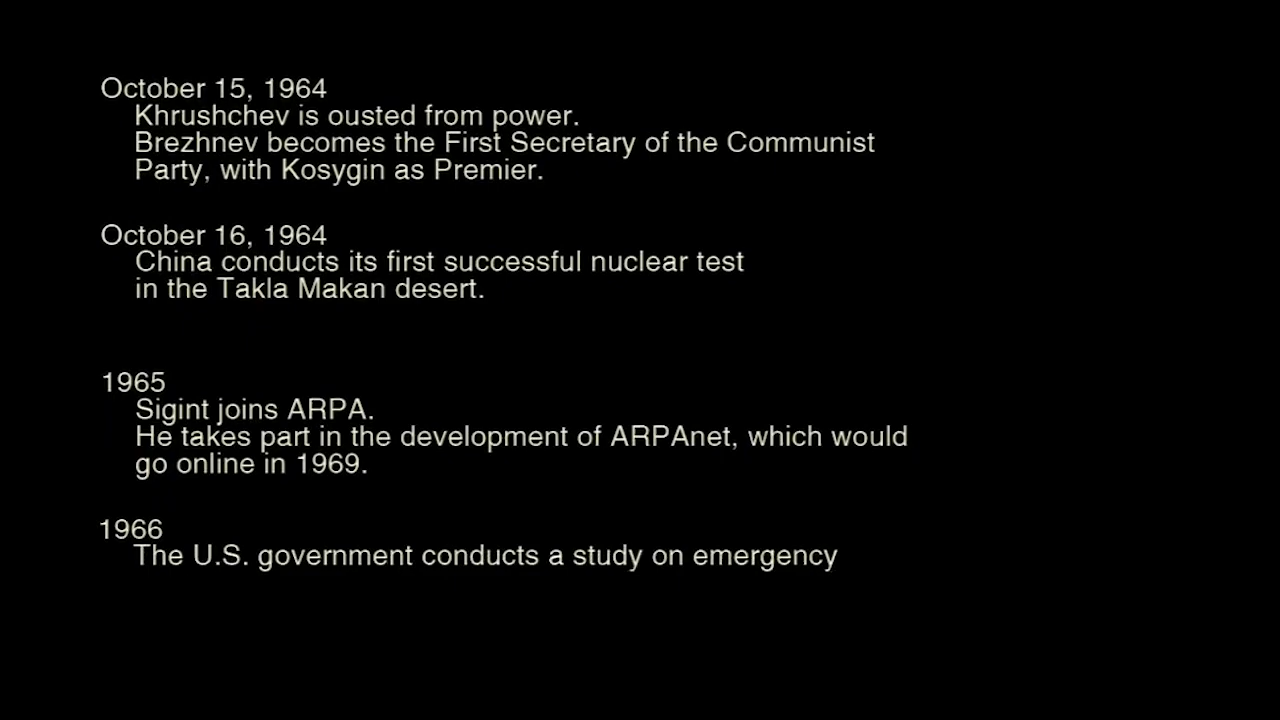 October 15, 1964
Khrushchev is ousted from power.
Brezhnev becomes the First Secretary of the Communist
Party, with Kosygin as Premier.
October 16, 1964
China conducts its first successful nuclear test
in the Takla Makan desert.
1965
Sigint joins ARPA.
He takes part in the development of ARPAnet, which would
go online in 1969.
1966
The U.S. government conducts a study on emergency